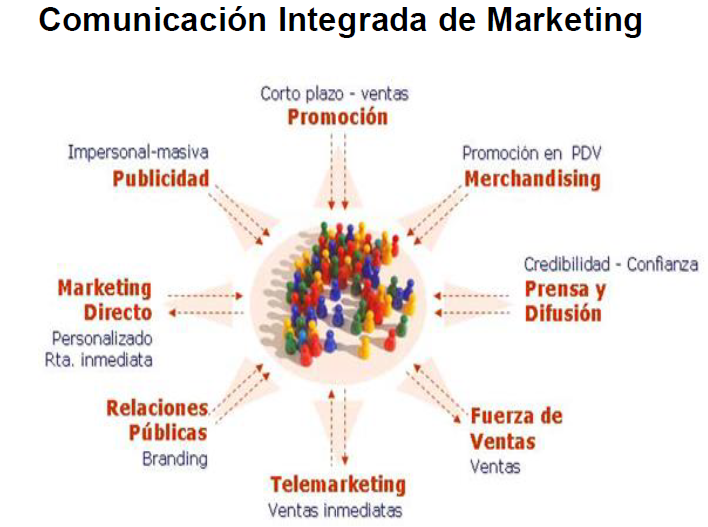 Comunicación Integrada de Marketing
Corto plazo - ventas
Promoción
Impersonal-masiva
Publicidad
Promoción en PDV
Merchandising
Credibilidad - Confianza
Prensa y
Difusión
Marketing
Directo
Personalizado
Rta. inmediata
Relaciones
Públicas
Branding
Fuerza de
Ventas
Ventas
Telemarketing
Ventas inmediatas